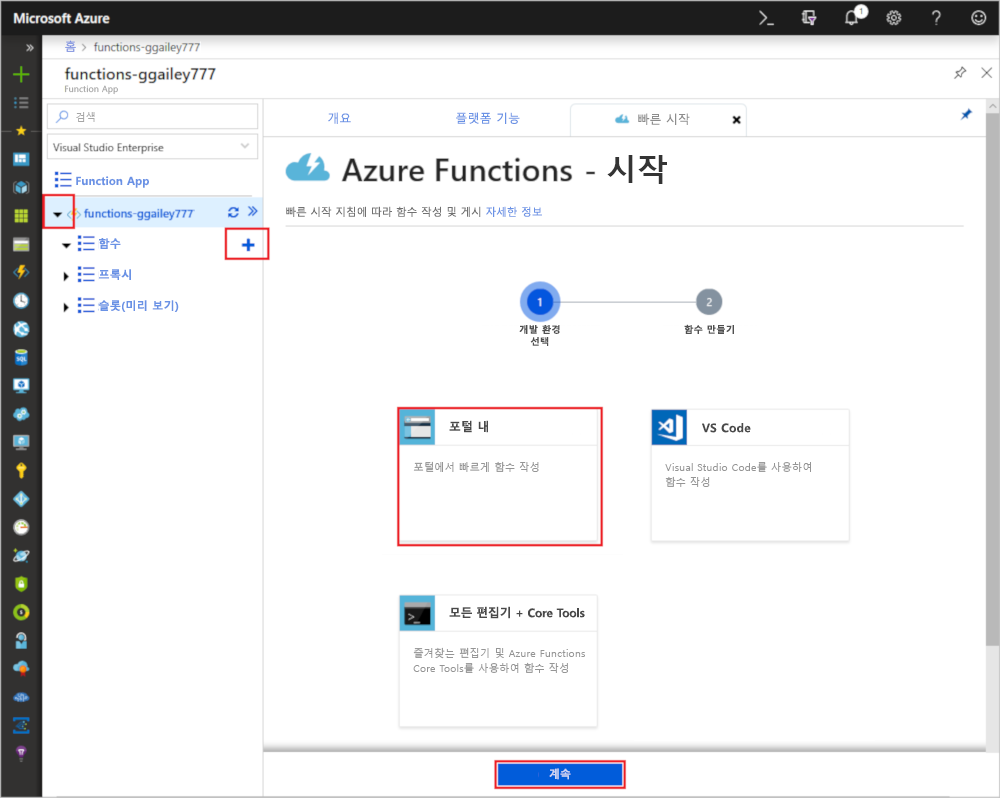 Microsoft Azure
1
홈 > functions-ggailey777
functions-ggailey777
Function App
검색
Visual Studio Enterprise
Function App
functions-ggailey777
함수
프록시
슬롯(미리 보기)
개요
플랫폼 기능
빠른 시작
Azure Functions - 시작
빠른 시작 지침에 따라 함수 작성 및 게시 자세한 정보
1
2
개발 환경
선택
함수 만들기
포털 내
포털에서 빠르게 함수 작성
VS Code
Visual Studio Code를 사용하여
함수 작성
모든 편집기 + Core Tools
즐겨찾는 편집기 및 Azure Functions
Core Tools를 사용하여 함수 작성
계속